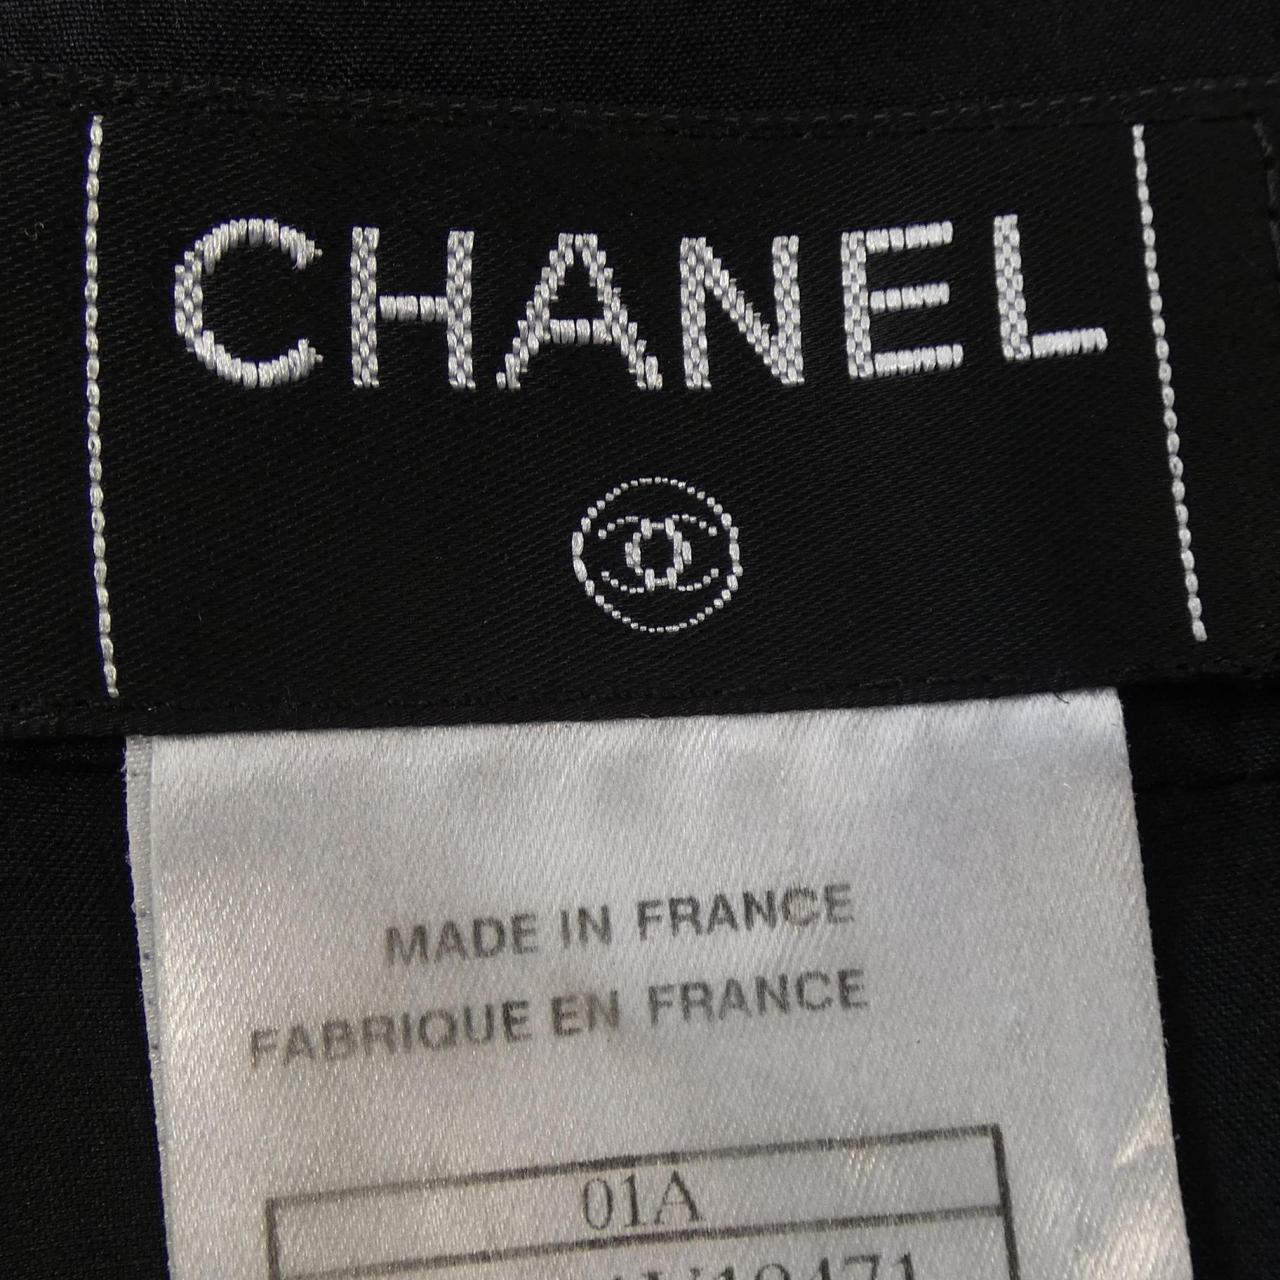 CHANEL
MADE IN FRANCE
FABRIQUE EN FRANCE
01A